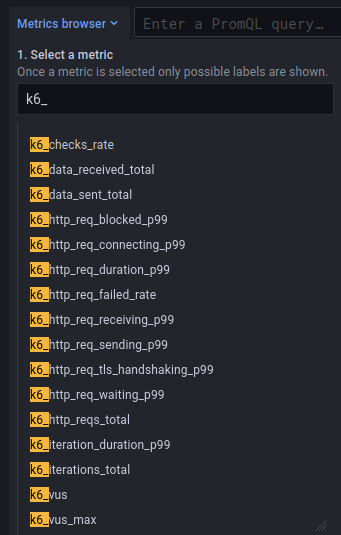 Metrics browser
Enter a PromQL query…
1. Select a metric
Once a metric is selected only possible labels are shown.
k6_
k6_checks_rate
k6_data_received_total
k6_data_sent_total
k6_http_req_blocked_p99
k6_http_req_connecting_p99
k6_http_req_duration_p99
k6_http_req_failed_rate
k6_http_req_receiving_p99
k6_http_req_sending_p99
k6_http_req_tls_handshaking_p99
k6_http_req_waiting_p99
k6_http_reqs_total
k6_iteration_duration_p99
k6_iterations_total
k6_vus
k6_vus_max